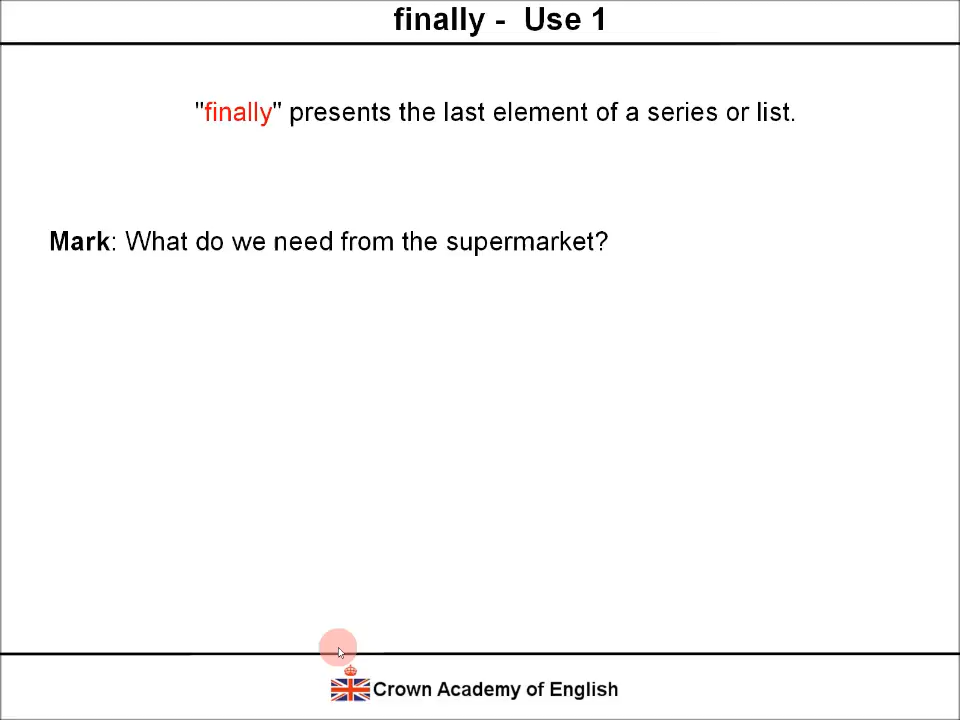 finally - Use 1
"finally" presents the last element of a series or list.
Mark: What do we need from the supermarket?
Crown Academy of English